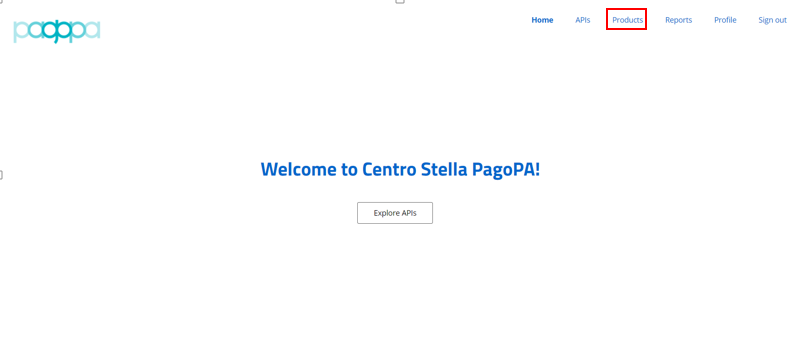 pagopa
Home APIs Products Reports Profile Sign out
Welcome to Centro Stella PagoPA!
Explore APIs